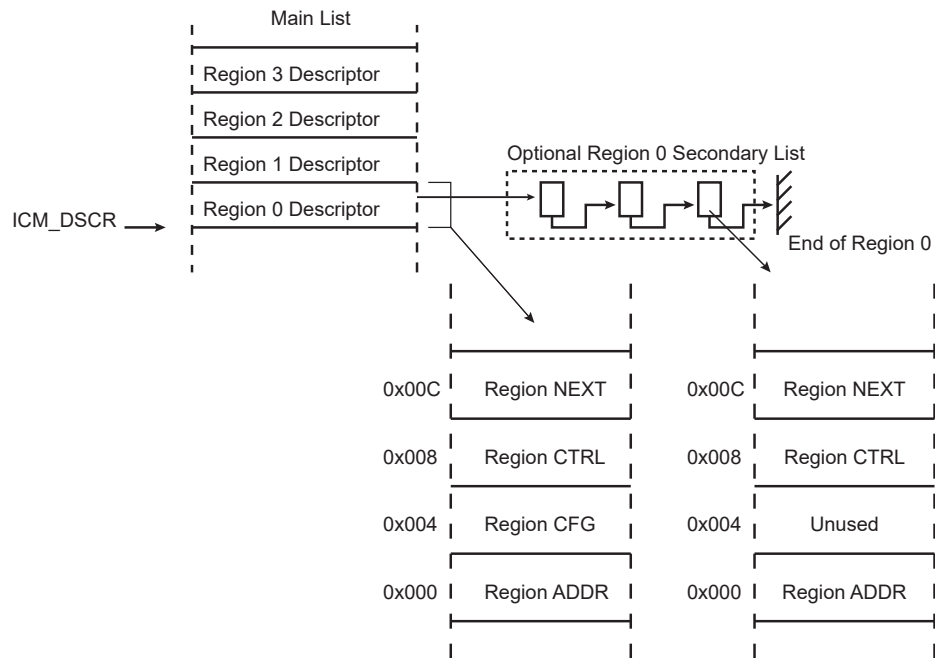 Main List
Region 3 Descriptor
Region 2 Descriptor
Region 1 Descriptor
Region 0 Descriptor
ICM_DSCR
Optional Region 0 Secondary List
End of Region 0
0x00C Region NEXT
0x008 Region CTRL
0x004 Region CFG
0x000 Region ADDR
0x00C Region NEXT
0x008 Region CTRL
0x004 Unused
0x000 Region ADDR